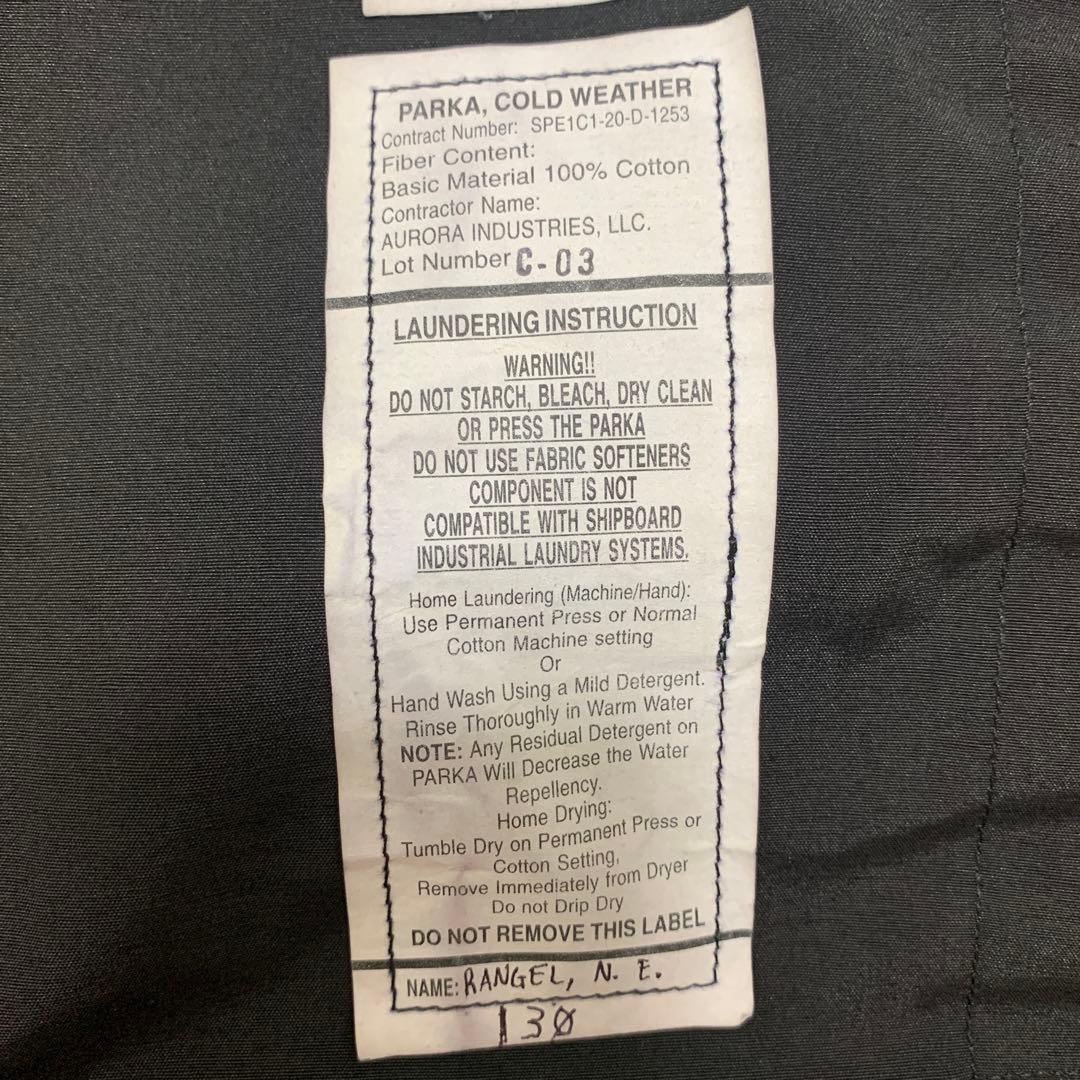 PARKA, COLD WEATHER
Contract Number: SPE1C1-20-D-1253
Fiber Content:
Basic Material 100% Cotton
Contractor Name:
AURORA INDUSTRIES, LLC.
Lot Number C-03
LAUNDERING INSTRUCTION
WARNING!!
DO NOT STARCH, BLEACH, DRY CLEAN
OR PRESS THE PARKA
DO NOT USE FABRIC SOFTENERS
COMPONENT IS NOT
COMPATIBLE WITH SHIPBOARD
INDUSTRIAL LAUNDRY SYSTEMS.
Home Laundering (Machine/Hand):
Use Permanent Press or Normal
Cotton Machine setting
Or
Hand Wash Using a Mild Detergent.
Rinse Thoroughly in Warm Water
NOTE: Any Residual Detergent on
PARKA Will Decrease the Water
Repellency.
Home Drying:
Tumble Dry on Permanent Press or
Cotton Setting,
Remove Immediately from Dryer
Do not Drip Dry
DO NOT REMOVE THIS LABEL
NAME: RANGEL, N. E.
130